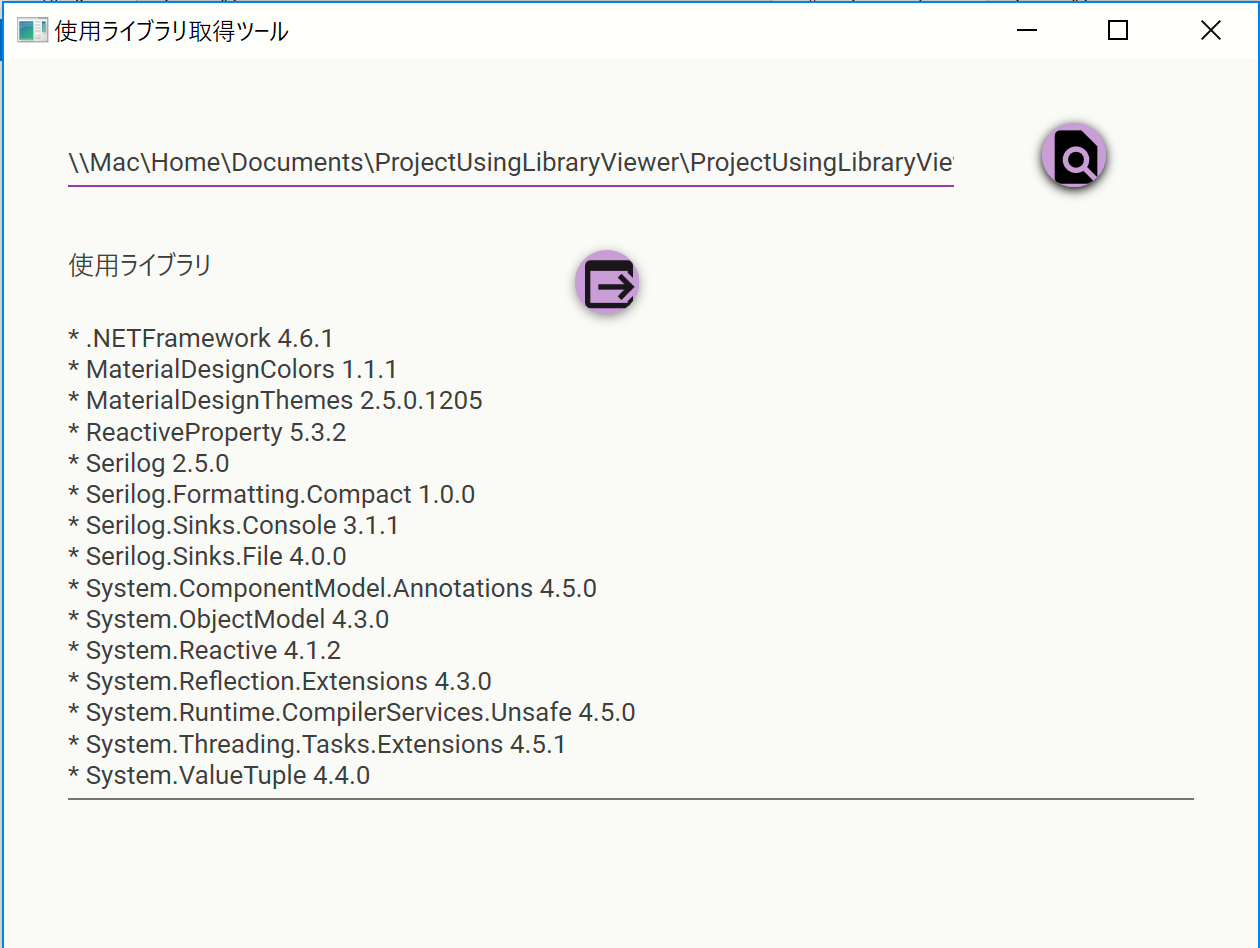 使用ライブラリ取得ツール
\\Mac\Home\Documents\ProjectUsingLibraryViewer\ProjectUsingLibraryVie
使用ライブラリ
* .NETFramework 4.6.1
* MaterialDesignColors 1.1.1
* MaterialDesignThemes 2.5.0.1205
* ReactiveProperty 5.3.2
* Serilog 2.5.0
* Serilog.Formatting.Compact 1.0.0
* Serilog.Sinks.Console 3.1.1
* Serilog.Sinks.File 4.0.0
* System.ComponentModel.Annotations 4.5.0
* System.ObjectModel 4.3.0
* System.Reactive 4.1.2
* System.Reflection.Extensions 4.3.0
* System.Runtime.CompilerServices.Unsafe 4.5.0
* System.Threading.Tasks.Extensions 4.5.1
* System.ValueTuple 4.4.0